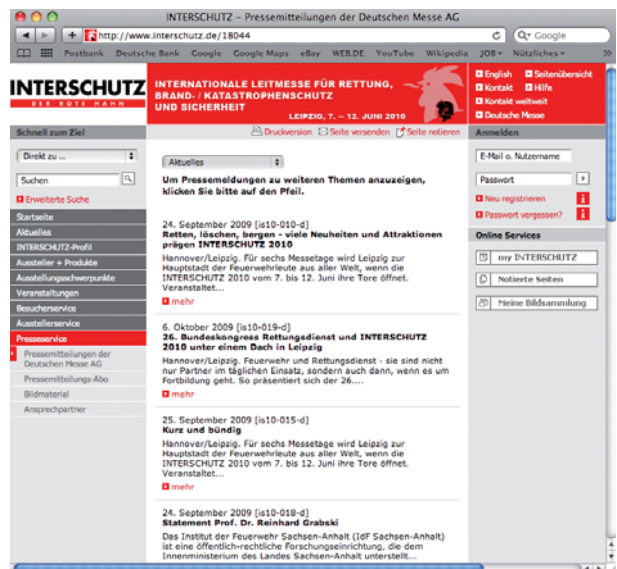 INTERSCHUTZ – Pressemitteilungen der Deutschen Messe AG
http://www.interschutz.de/18044
Google
Postbank Deutsche Bank Google Google Maps eBay WEB.DE YouTube Wikipedia JOB Nützliches
INTERSCHUTZ
DER ROTE HAHN
INTERNATIONALE LEITMESSE FÜR RETTUNG,
BRAND- / KATASTROPHENSCHUTZ
UND SICHERHEIT
LEIPZIG, 7. – 12. JUNI 2010
English Seitenübersicht
Kontakt Hilfe
Kontakt weltweit
Deutsche Messe
Schnell zum Ziel
Direkt zu ...
Suchen
Erweiterte Suche
Startseite
Aktuelles
INTERSCHUTZ-Profil
Aussteller + Produkte
Ausstellungsschwerpunkte
Veranstaltungen
Besucherservice
Ausstellerservice
Presseservice
Pressemitteilungen der
Deutschen Messe AG
Pressemitteilungs-Abo
Bildmaterial
Ansprechpartner
Druckversion Seite versenden Seite notieren
Aktuelles
Um Pressemeldungen zu weiteren Themen anzuzeigen,
klicken Sie bitte auf den Pfeil.
24. September 2009 [is10-010-d]
Retten, löschen, bergen - viele Neuheiten und Attraktionen
prägen INTERSCHUTZ 2010
Hannover/Leipzig. Für sechs Messetage wird Leipzig zur
Hauptstadt der Feuerwehrleute aus aller Welt, wenn die
INTERSCHUTZ 2010 vom 7. bis 12. Juni ihre Tore öffnet.
Veranstaltet...
mehr
6. Oktober 2009 [is10-019-d]
26. Bundeskongress Rettungsdienst und INTERSCHUTZ
2010 unter einem Dach in Leipzig
Hannover/Leipzig. Feuerwehr und Rettungsdienst - sie sind nicht
nur Partner im täglichen Einsatz, sondern auch dann, wenn es um
Fortbildung geht. So präsentiert sich der 26....
mehr
25. September 2009 [is10-015-d]
Kurz und bündig
Hannover/Leipzig. Für sechs Messetage wird Leipzig zur
Hauptstadt der Feuerwehrleute aus aller Welt, wenn die
INTERSCHUTZ 2010 vom 7. bis 12. Juni ihre Tore öffnet.
Veranstaltet...
mehr
24. September 2009 [is10-018-d]
Statement Prof. Dr. Reinhard Grabski
Das Institut der Feuerwehr Sachsen-Anhalt (IdF Sachsen-Anhalt)
ist eine öffentlich-rechtliche Forschungseinrichtung, die dem
Innenministerium des Landes Sachsen-Anhalt unterstellt...
Anmelden
E-Mail o. Nutzername
Passwort
Neu registrieren
Passwort vergessen?
Online Services
my INTERSCHUTZ
Notierte Seiten
Meine Bildsammlung